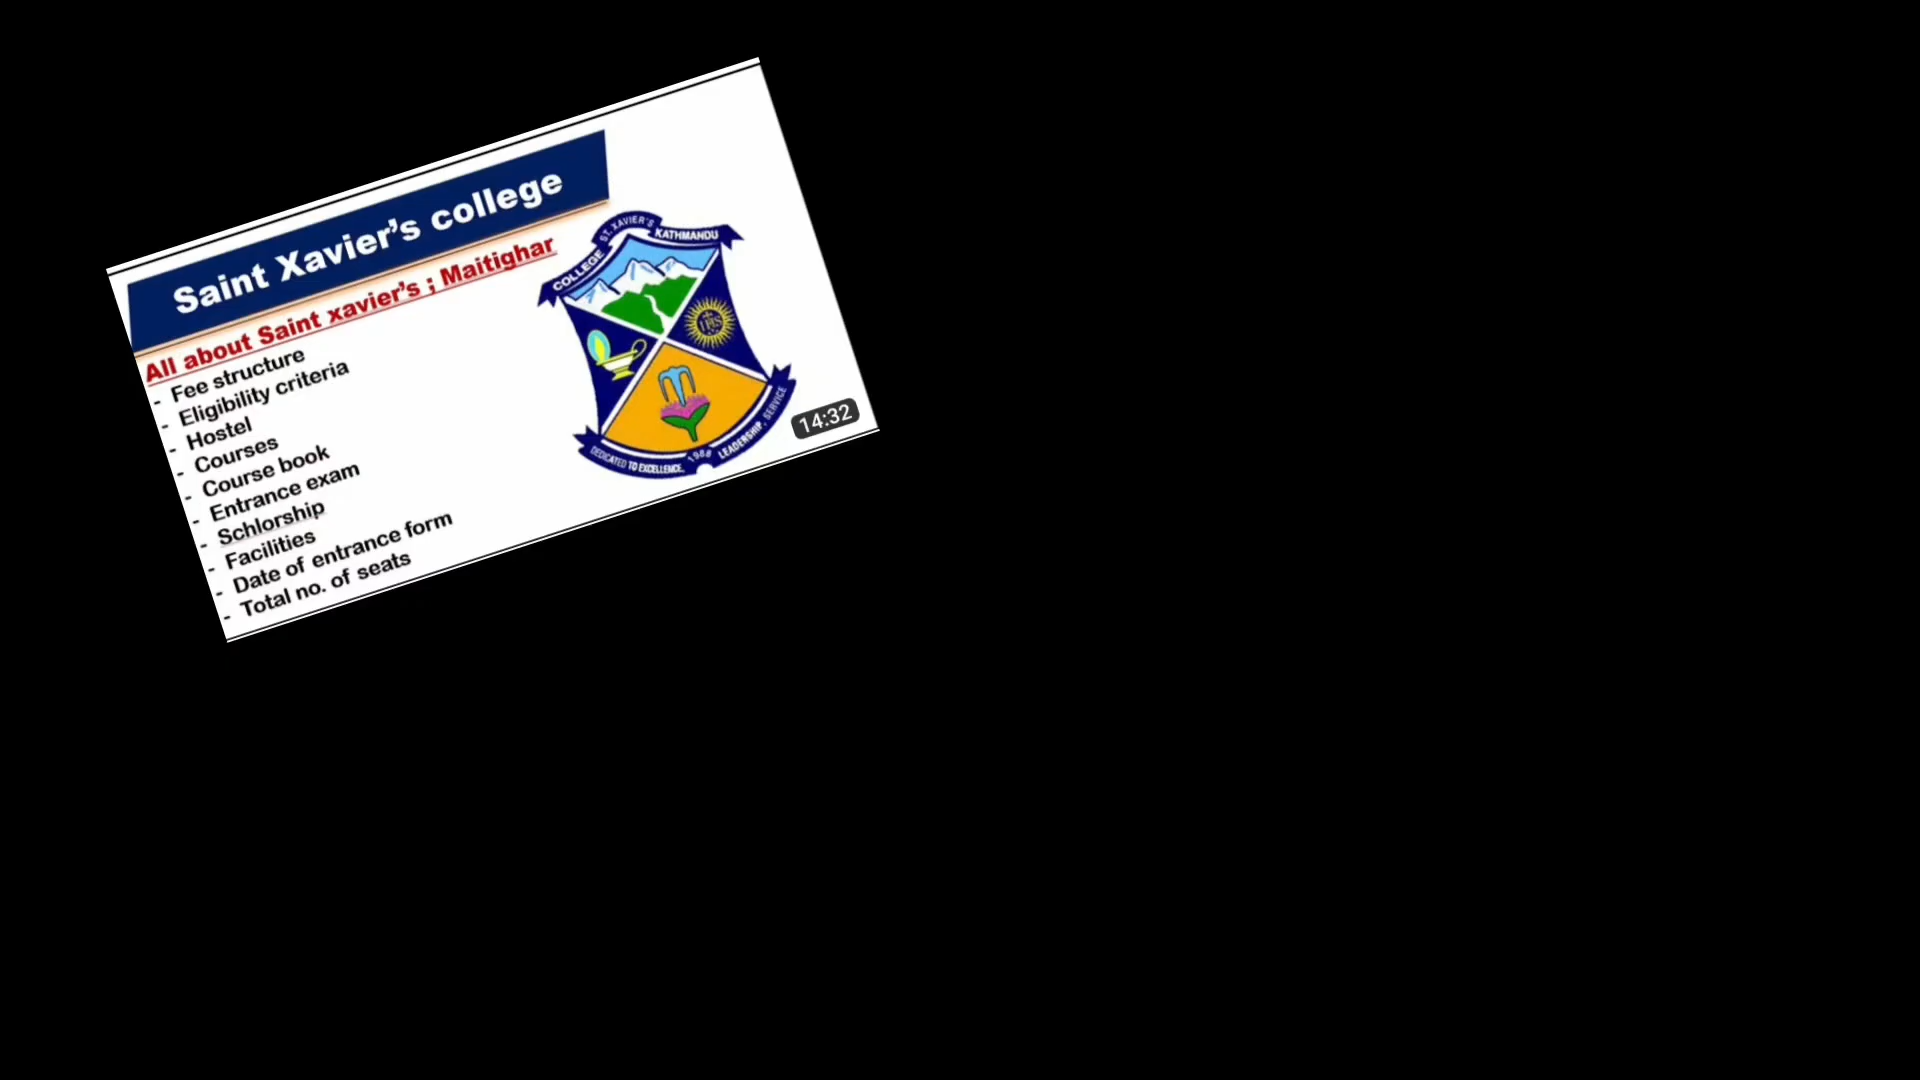 Saint Xavier's college
All about Saint xavier's ; Maitighar
- Fee structure
- Eligibility criteria
- Hostel
- Courses
- Course book
- Entrance exam
- Schlorship
- Facilities
- Date of entrance form
- Total no. of seats
COLLEGE ST. XAVIER'S KATHMANDU
IHS
DEDICATED TO EXCELLENCE, 1988 LEADERSHIP, SERVICE
14:32